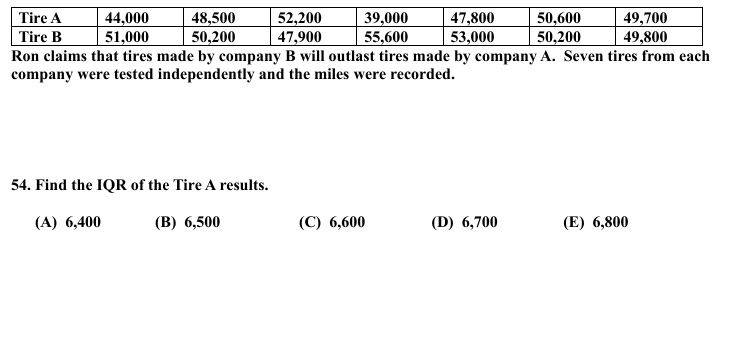 Tire A 44,000 48,500 52,200 39,000 47,800 50,600 49,700
Tire B 51,000 50,200 47,900 55,600 53,000 50,200 49,800
Ron claims that tires made by company B will outlast tires made by company A. Seven tires from each
company were tested independently and the miles were recorded.
54. Find the IQR of the Tire A results.
(A) 6,400 (B) 6,500 (C) 6,600 (D) 6,700 (E) 6,800